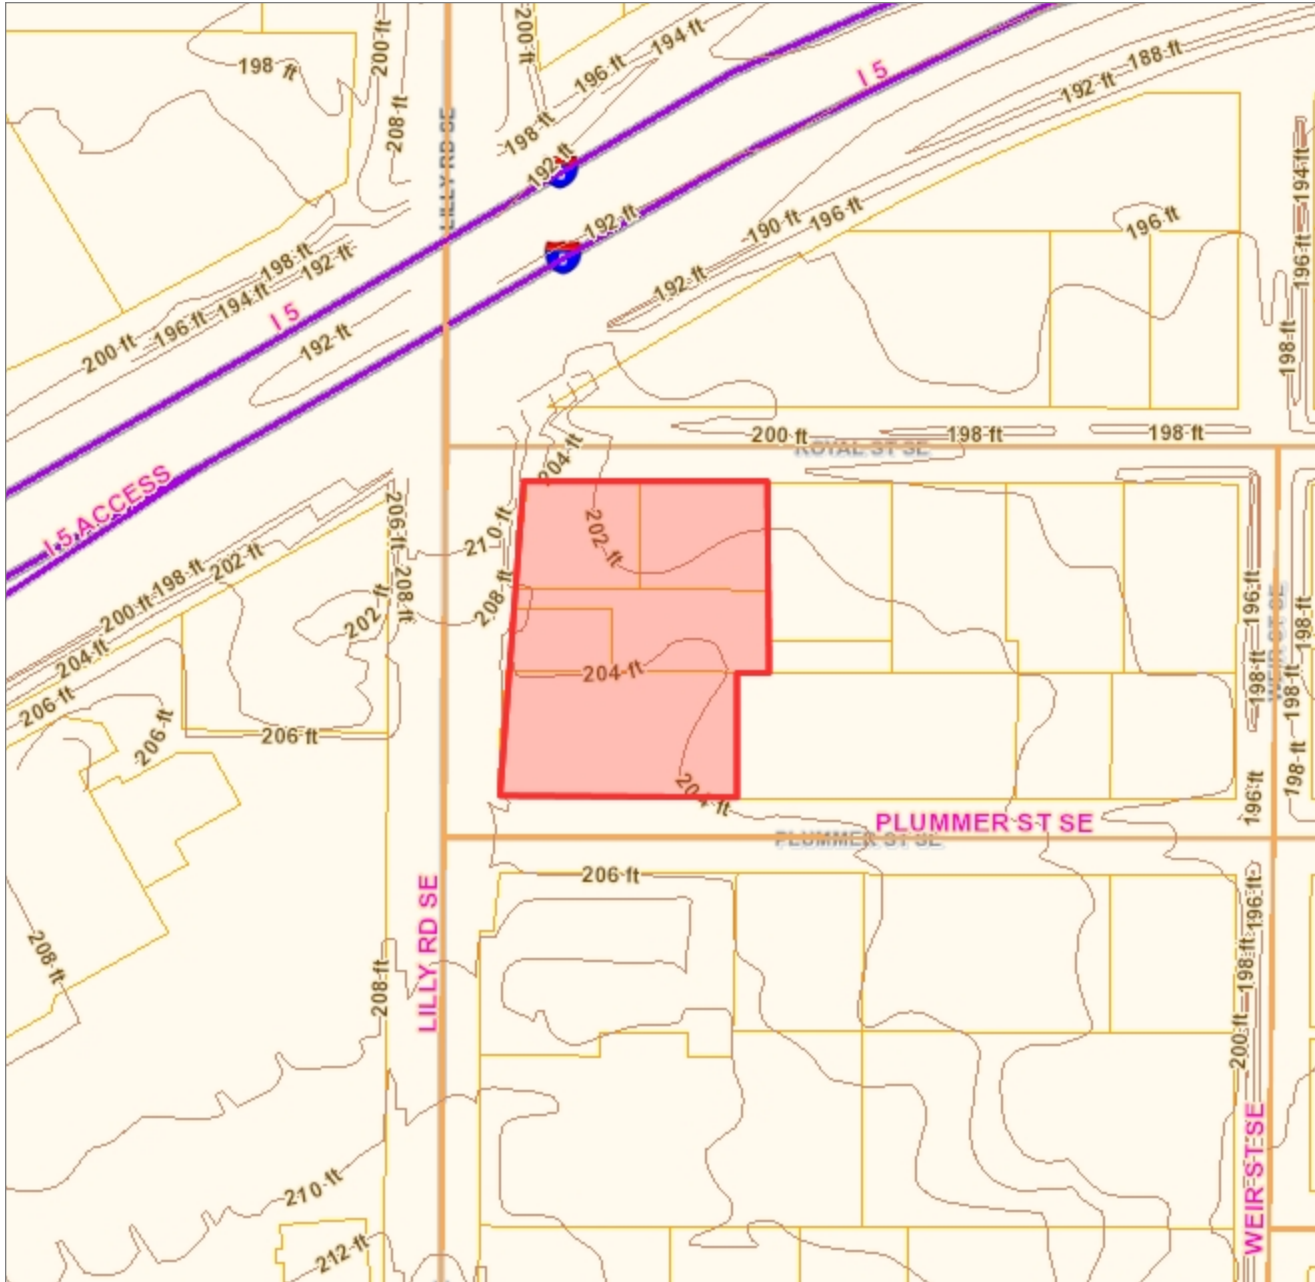 200 ft
200 ft
194 ft
198 ft
196 ft
I 5
188 ft
192 ft
208 ft
LILLY RD SE
198 ft
192 ft
194 ft
192 ft
190 ft
196 ft
196 ft
196 ft
198 ft
192 ft
192 ft
194 ft
196 ft
I 5
200 ft
192 ft
198 ft
200 ft
198 ft
198 ft
ROYAL ST SE
204 ft
I 5 ACCESS
206 ft
210 ft
202 ft
202 ft
198 ft
200 ft
208 ft
208 ft
202 ft
196 ft
198 ft
204 ft
204 ft
WEIR ST SE
198 ft
198 ft
206 ft
206 ft
206 ft
204 ft
198 ft
196 ft
PLUMMER ST SE
PLUMMER ST SE
206 ft
196 ft
LILLY RD SE
208 ft
208 ft
198 ft
200 ft
210 ft
WEIR ST SE
212 ft